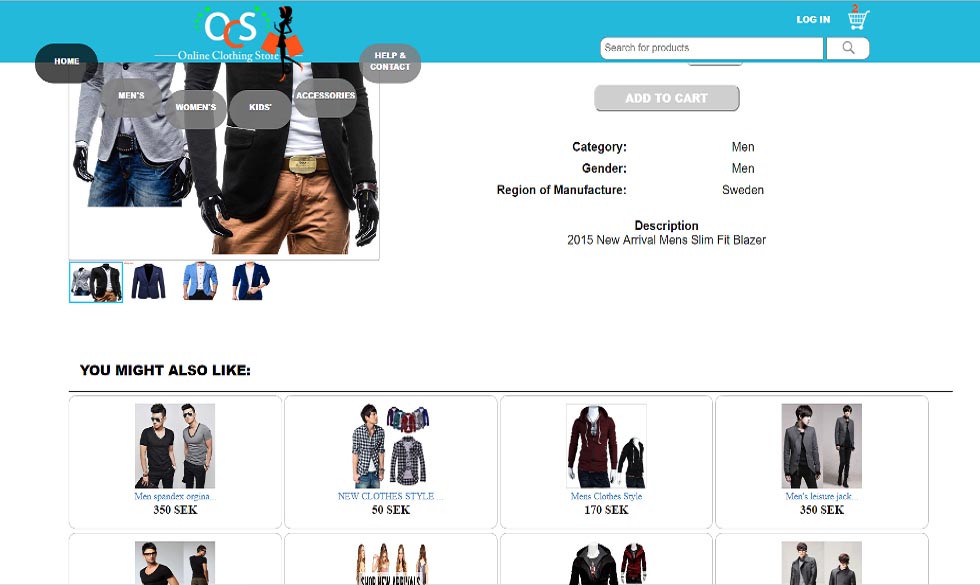 LOG IN
2
OCS
Online Clothing Store
Search for products
HOME
HELP &
CONTACT
MEN'S
WOMEN'S
KIDS'
ACCESSORIES
ADD TO CART
Category: Men
Gender: Men
Region of Manufacture: Sweden
Description
2015 New Arrival Mens Slim Fit Blazer
YOU MIGHT ALSO LIKE:
Men spandex orgina...
350 SEK
NEW CLOTHES STYLE ...
50 SEK
Mens Clothes Style
170 SEK
Men's leisure jack...
350 SEK
SHOP NEW ARRIVALS